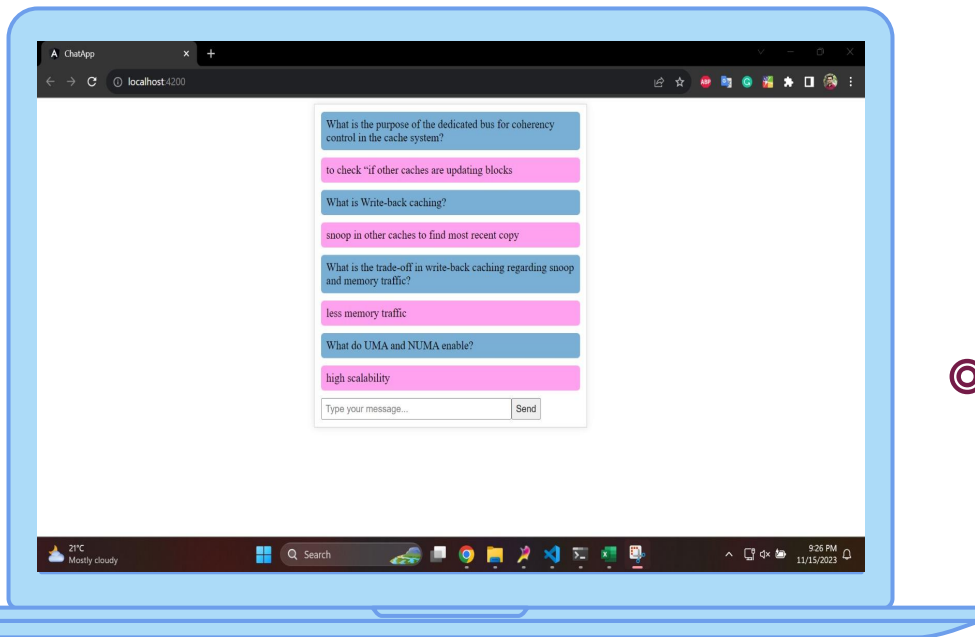 ChatApp
localhost:4200
ABP
What is the purpose of the dedicated bus for coherency
control in the cache system?
to check “if other caches are updating blocks
What is Write-back caching?
snoop in other caches to find most recent copy
What is the trade-off in write-back caching regarding snoop
and memory traffic?
less memory traffic
What do UMA and NUMA enable?
high scalability
Type your message...
Send
21°C
Mostly cloudy
Search
9:26 PM
11/15/2023